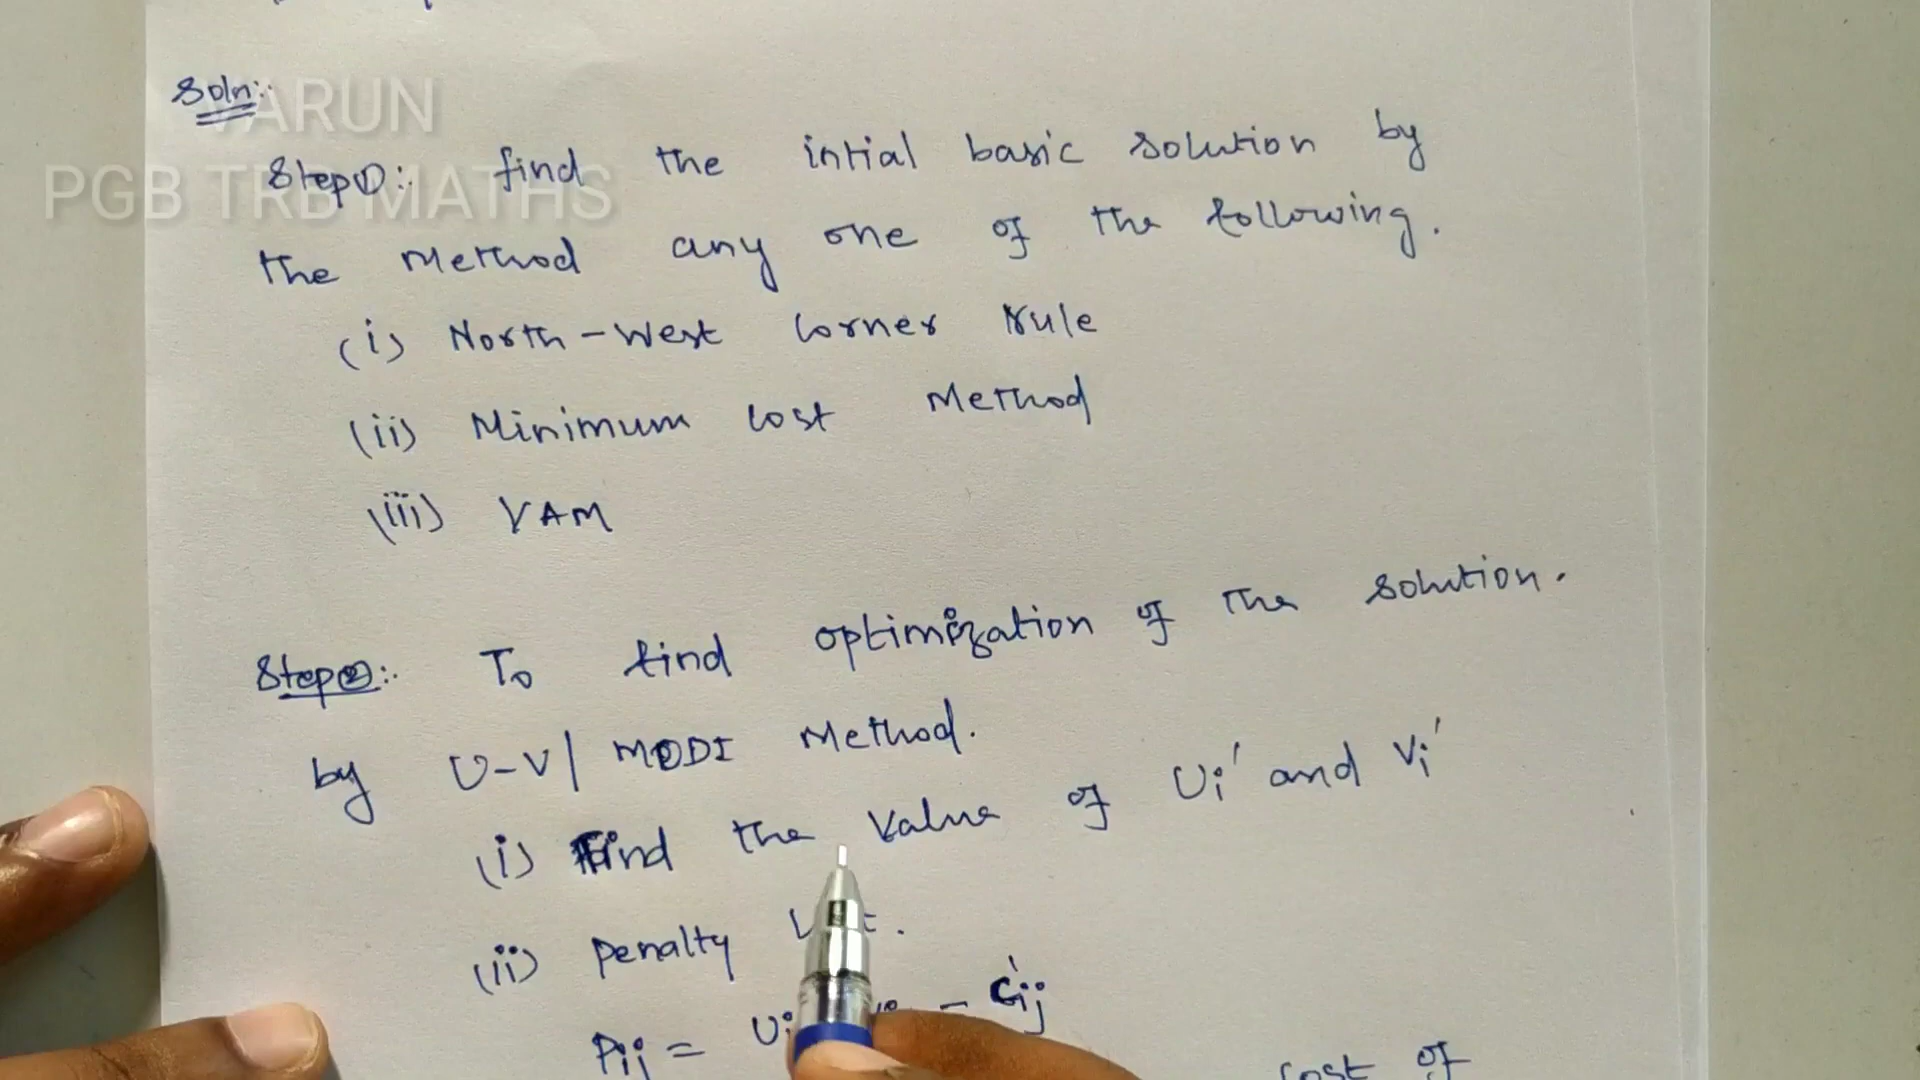 Soln:
VARUN
PGB TRB MATHS
Step①: find the intial basic solution by
the Method any one of the following.
(i) North-West Corner Rule
(ii) Minimum Cost Method
(iii) VAM
Step②: To find optimization of the solution.
by U-V/MODI Method.
(i) Find the Value of Ui' and Vi'
(ii) Penalty
Pij = Ui - Cij
Cost of